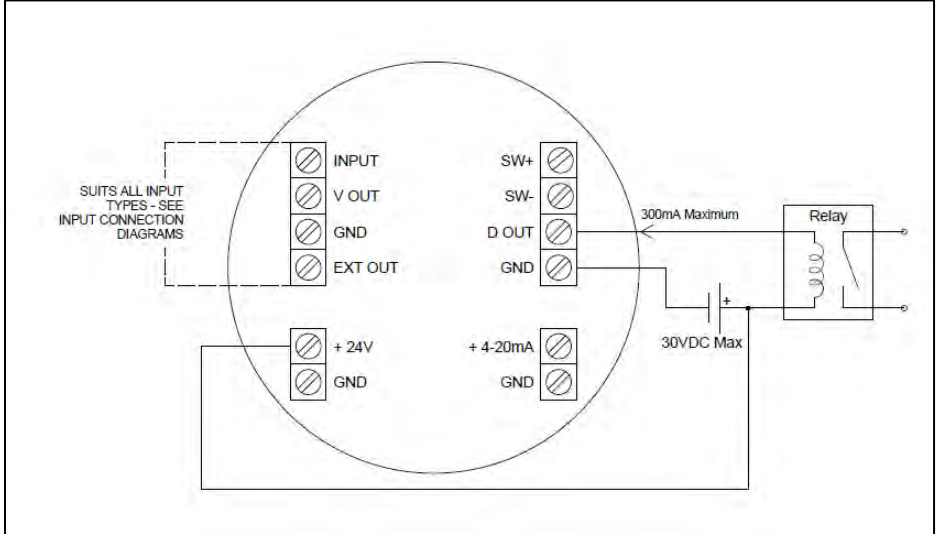 SUITS ALL INPUT
TYPES - SEE
INPUT CONNECTION
DIAGRAMS
INPUT
V OUT
GND
EXT OUT
+ 24V
GND
SW+
SW-
D OUT
GND
+ 4-20mA
GND
300mA Maximum
Relay
+
30VDC Max